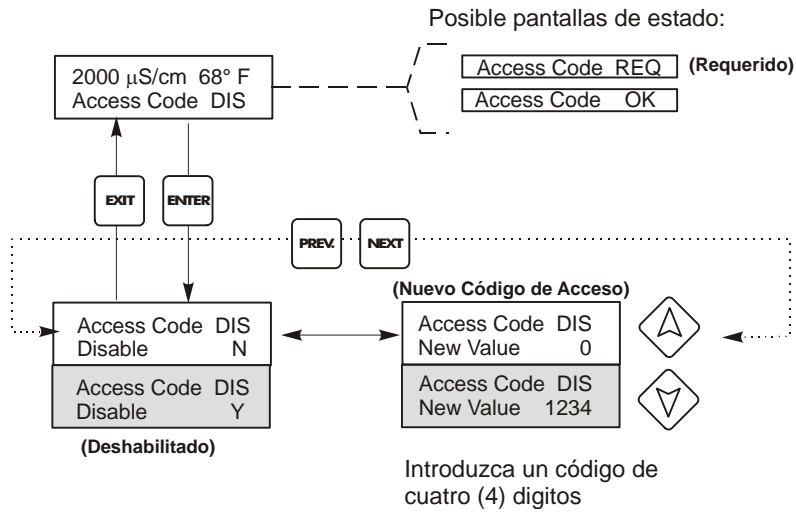 Posible pantallas de estado:
2000 µS/cm 68° F
Access Code DIS
Access Code REQ
(Requerido)
Access Code OK
EXIT
ENTER
PREV.
NEXT
Access Code DIS
Disable N
Access Code DIS
Disable Y
(Deshabilitado)
(Nuevo Código de Acceso)
Access Code DIS
New Value 0
Access Code DIS
New Value 1234
Introduzca un código de
cuatro (4) digitos